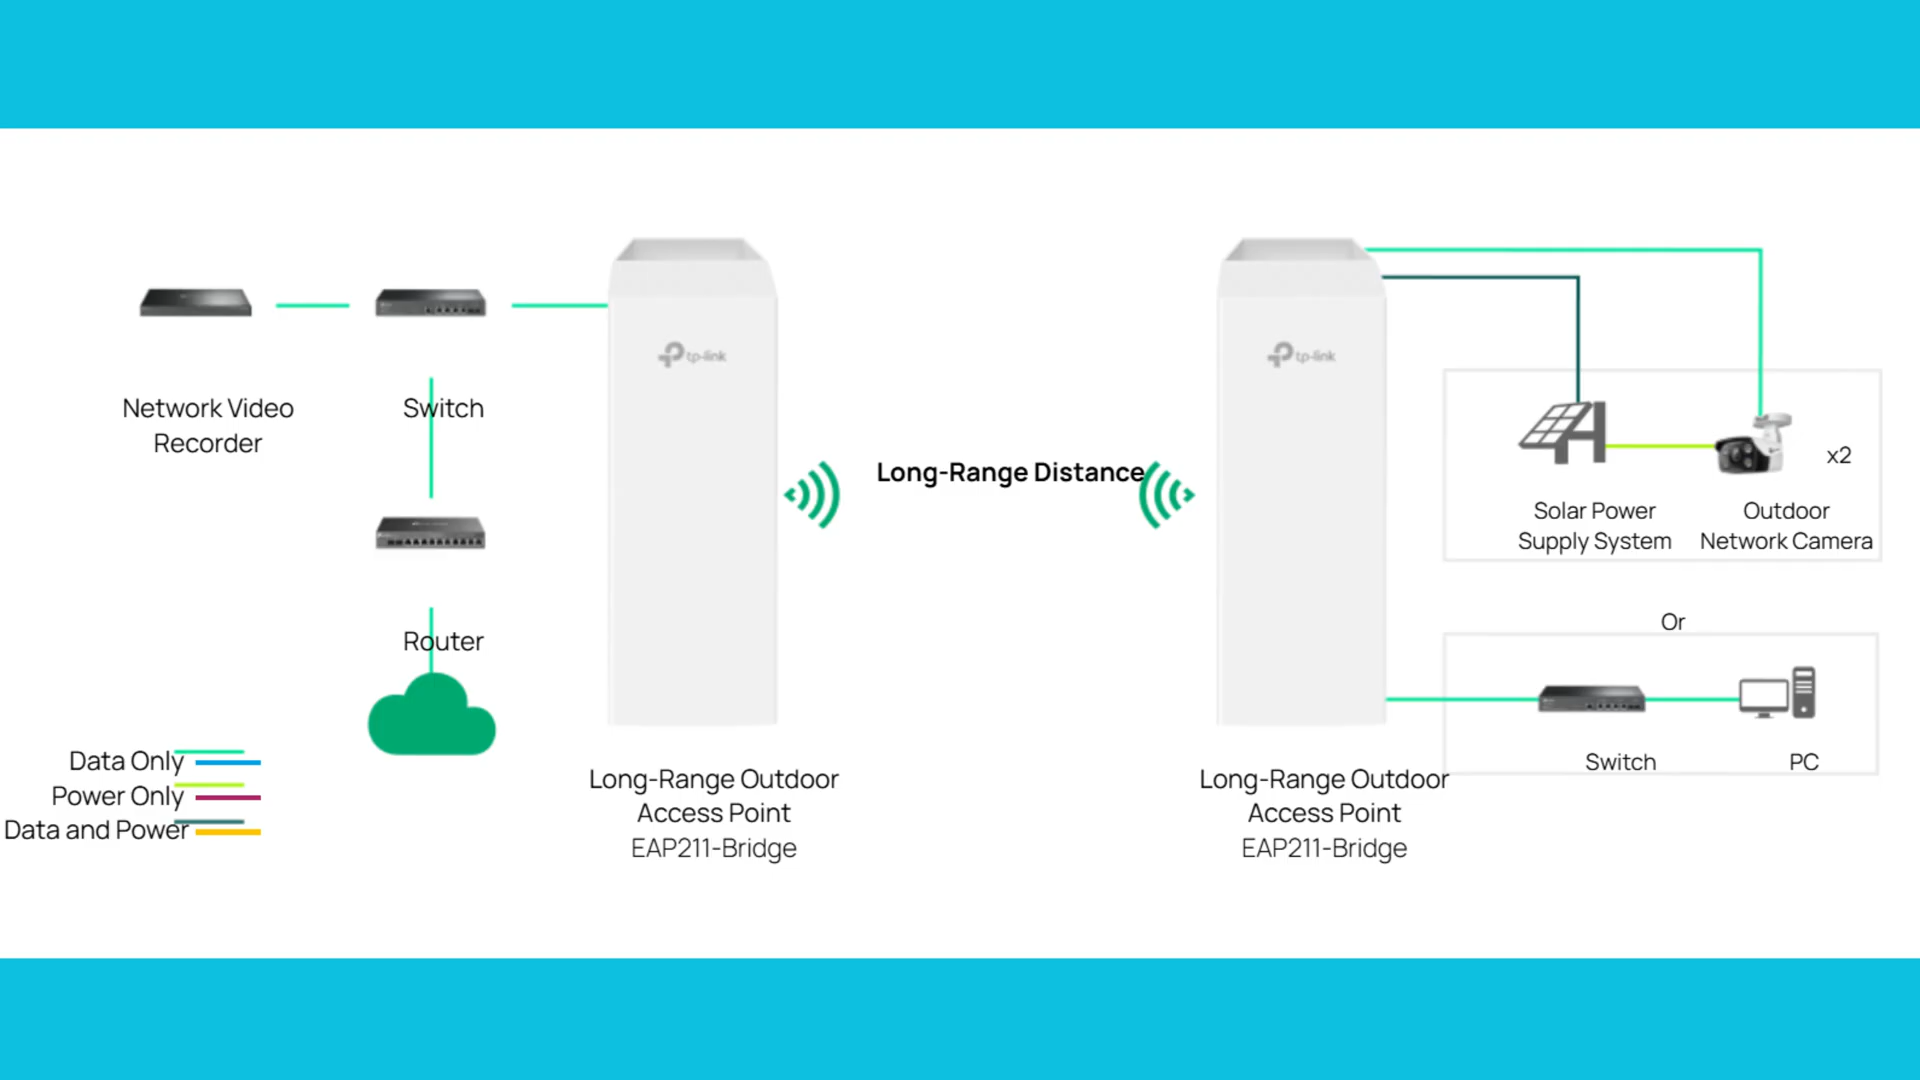 tp-link
tp-link
Network Video
Recorder
Switch
Long-Range Distance
x2
Solar Power
Supply System
Outdoor
Network Camera
Or
Router
Switch
PC
Data Only
Power Only
Data and Power
Long-Range Outdoor
Access Point
EAP211-Bridge
Long-Range Outdoor
Access Point
EAP211-Bridge